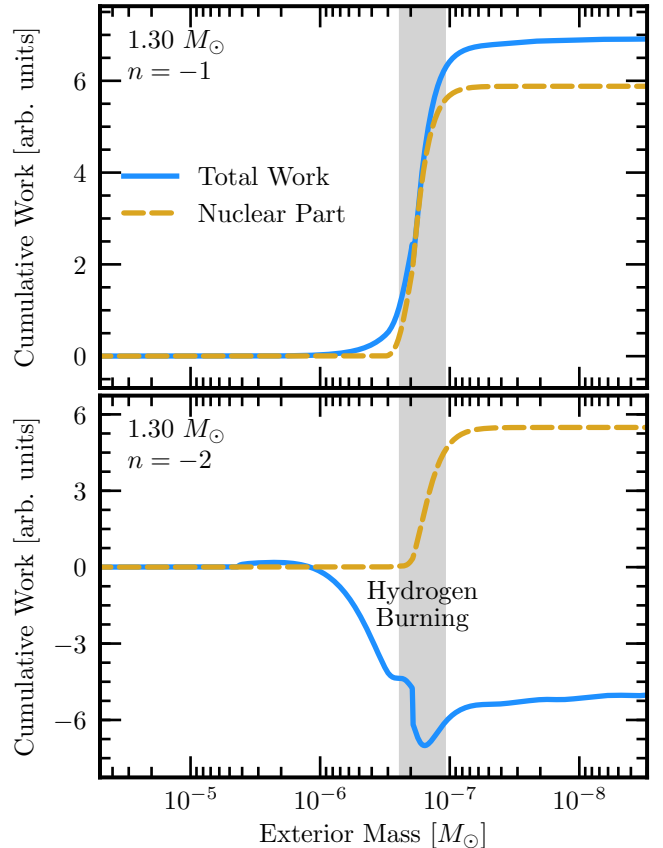 1.30 M⊙
n = −1
Cumulative Work [arb. units]
6
4
2
0
Total Work
Nuclear Part
1.30 M⊙
n = −2
Cumulative Work [arb. units]
6
3
0
−3
−6
Hydrogen
Burning
10⁻⁵
10⁻⁶
10⁻⁷
10⁻⁸
Exterior Mass [M⊙]